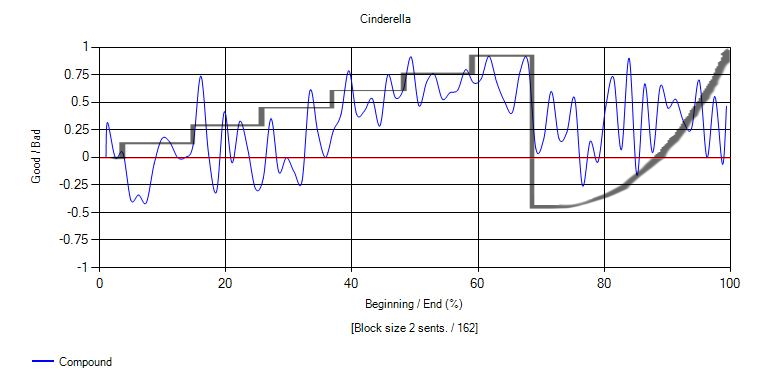 Cinderella
Good / Bad
1
0.75
0.5
0.25
0
-0.25
-0.5
-0.75
-1
0 20 40 60 80 100
Beginning / End (%)
[Block size 2 sents. / 162]
Compound